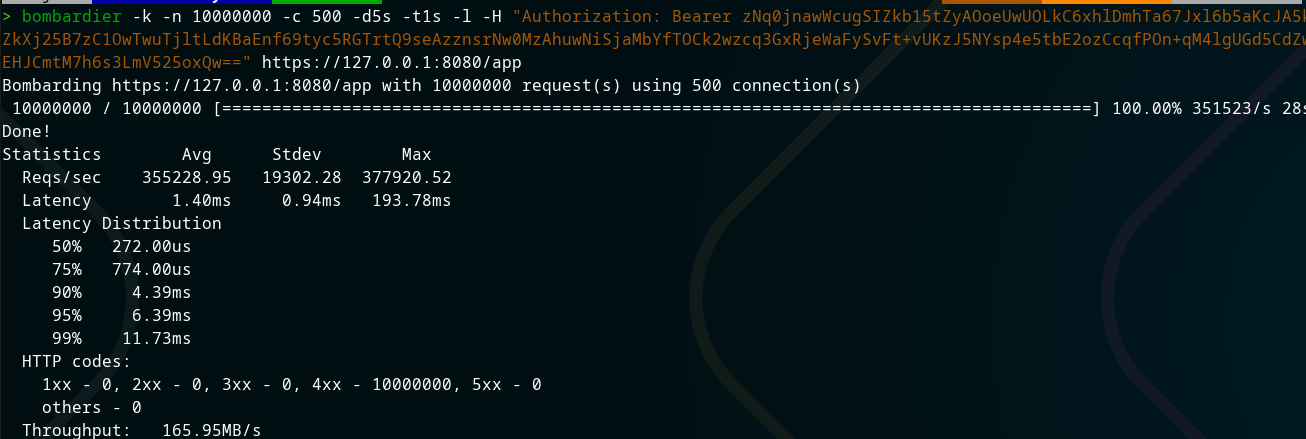 > bombardier -k -n 10000000 -c 500 -d5s -t1s -l -H "Authorization: Bearer zNq0jnawWcugSIZkb15tZyAOoeUwUOLkC6xhlDmhTa67Jxl6b5aKcJA5
ZkXj25B7zC1OwTwuTjltLdKBaEnf69tyc5RGTrtQ9seAzznsrNw0MzAhuwNiSjaMbYfTOCk2wzcq3GxRjeWaFySvFt+vUKzJ5NYsp4e5tbE2ozCcqfPOn+qM4lgUGd5CdZw
EHJCmtM7h6s3LmV525oxQw==" https://127.0.0.1:8080/app
Bombarding https://127.0.0.1:8080/app with 10000000 request(s) using 500 connection(s)
10000000 / 10000000 [=======================================================================================] 100.00% 351523/s 28s
Done!
Statistics Avg Stdev Max
Reqs/sec 355228.95 19302.28 377920.52
Latency 1.40ms 0.94ms 193.78ms
Latency Distribution
50% 272.00us
75% 774.00us
90% 4.39ms
95% 6.39ms
99% 11.73ms
HTTP codes:
1xx - 0, 2xx - 0, 3xx - 0, 4xx - 10000000, 5xx - 0
others - 0
Throughput: 165.95MB/s